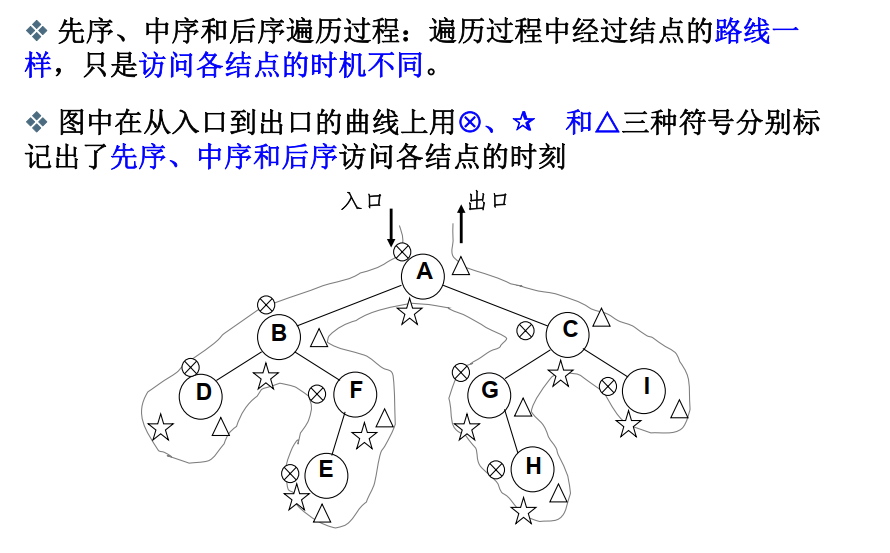 ❖ 先序、中序和后序遍历过程：遍历过程中经过结点的路线一
样，只是访问各结点的时机不同。
❖ 图中在从入口到出口的曲线上用⊗、☆ 和△三种符号分别标
记出了先序、中序和后序访问各结点的时刻
入口 出口
A
B C
D F G I
E H